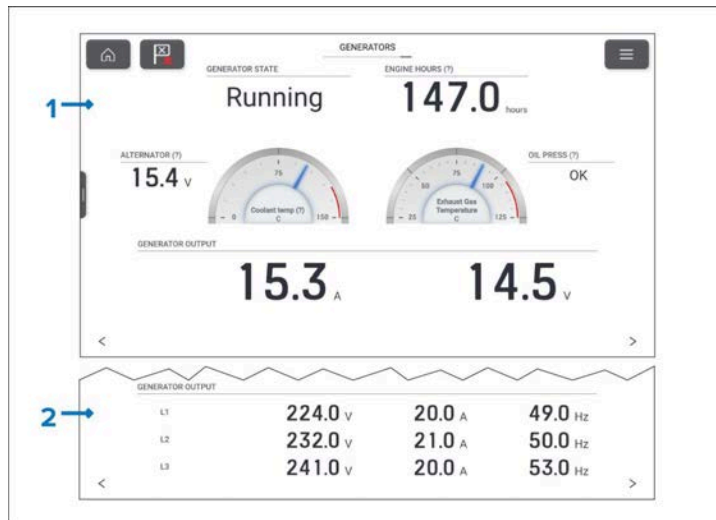 GENERATORS
GENERATOR STATE ENGINE HOURS (?)
1 Running 147.0 hours
ALTERNATOR (?) OIL PRESS (?)
15.4 V OK
75
0 150
Coolant temp (?)
C
25 50 75 100 125
Exhaust Gas
Temperature
C
GENERATOR OUTPUT
15.3 A 14.5 V
< >
GENERATOR OUTPUT
2 L1 224.0 V 20.0 A 49.0 Hz
L2 232.0 V 21.0 A 50.0 Hz
L3 241.0 V 20.0 A 53.0 Hz
< >